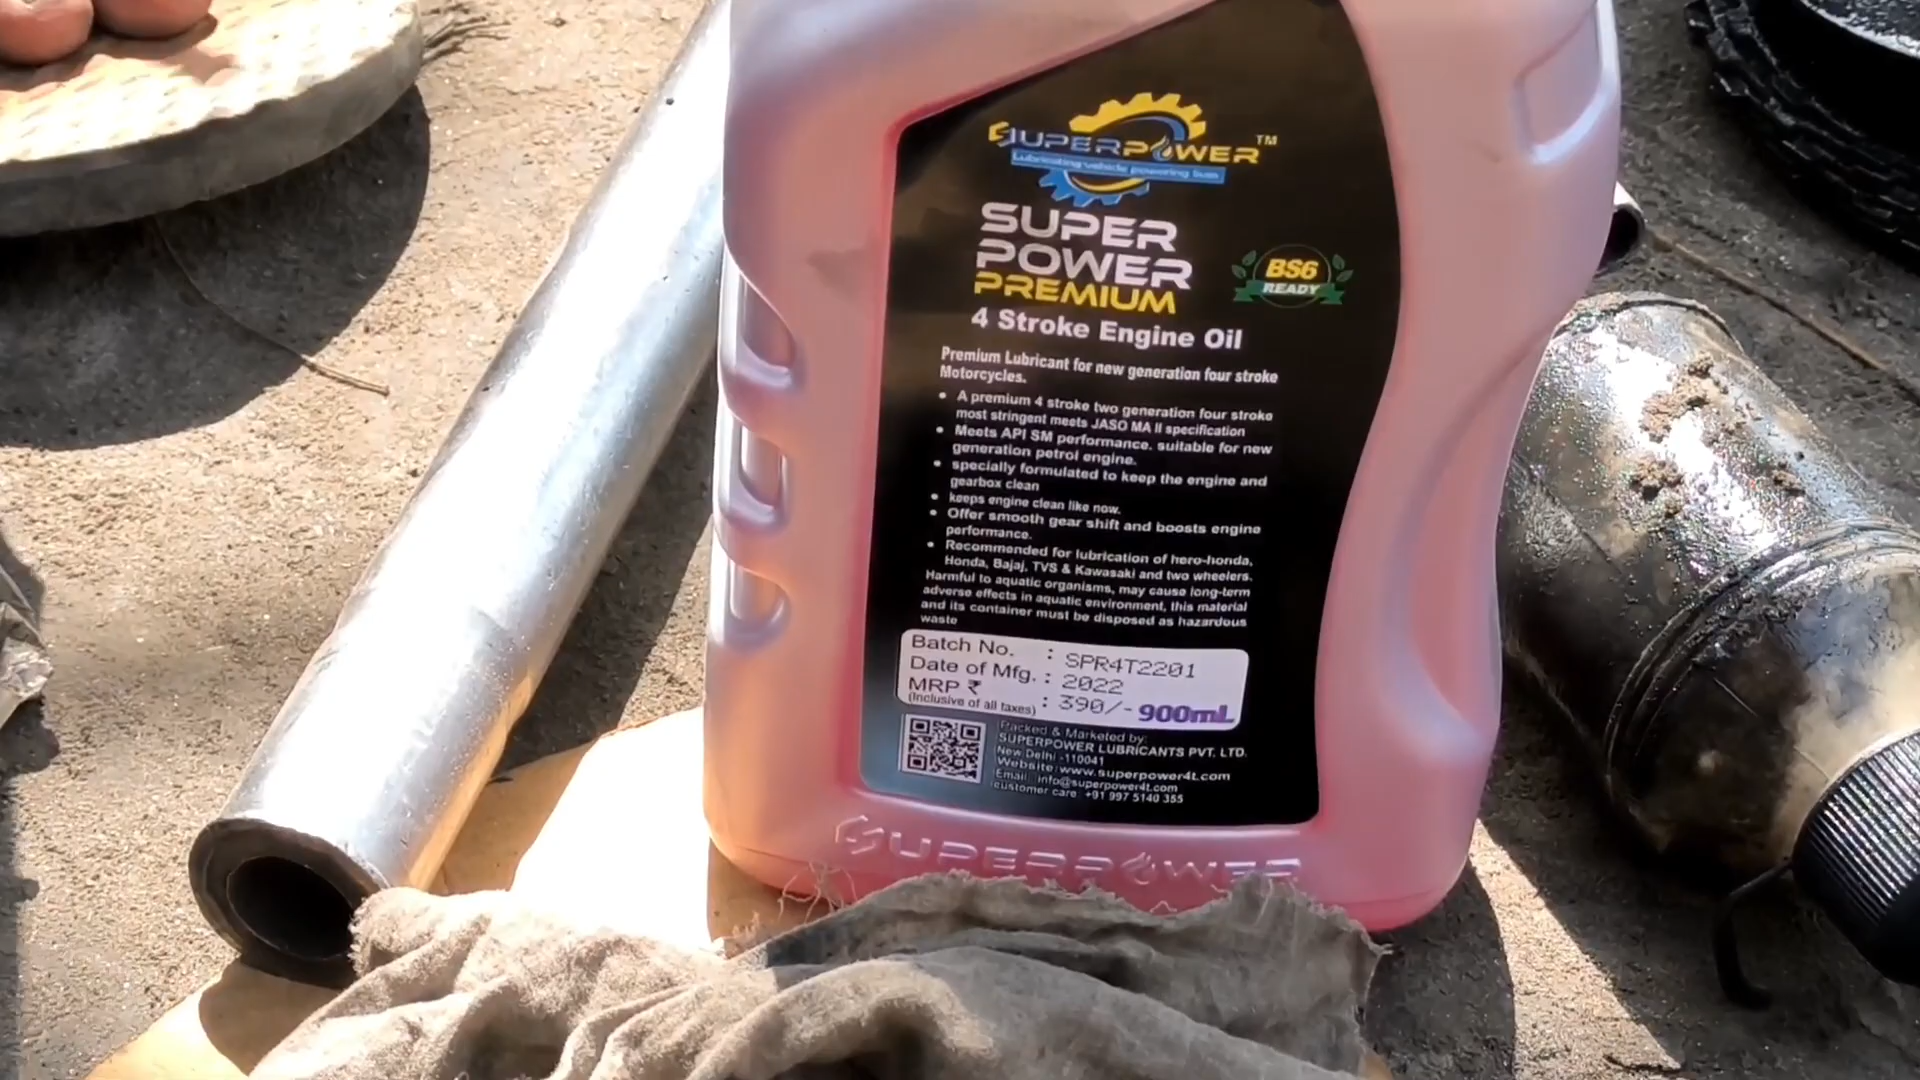 SUPERPOWER™
Lubricating vehicle powering lives
SUPER
POWER
PREMIUM
BS6
READY
4 Stroke Engine Oil
Premium Lubricant for new generation four stroke
Motorcycles.
• A premium 4 stroke two generation four stroke
most stringent meets JASO MA II specification
• Meets API SM performance, suitable for new
generation petrol engine.
• specially formulated to keep the engine and
gearbox clean
• keeps engine clean like now.
• Offer smooth gear shift and boosts engine
performance.
• Recommended for lubrication of hero-honda,
Honda, Bajaj, TVS & Kawasaki and two wheelers.
Harmful to aquatic organisms, may cause long-term
adverse effects in aquatic environment, this material
and its container must be disposed as hazardous
waste
Batch No. : SPR4T2201
Date of Mfg. : 2022
MRP ₹ : 390/- 900mL
(Inclusive of all taxes)
Packed & Marketed by:
SUPERPOWER LUBRICANTS PVT. LTD.
New Delhi -110041
Website: www.superpower4t.com
Email: info@superpower4t.com
customer care: +91 997 5140 355
SUPERPOWER